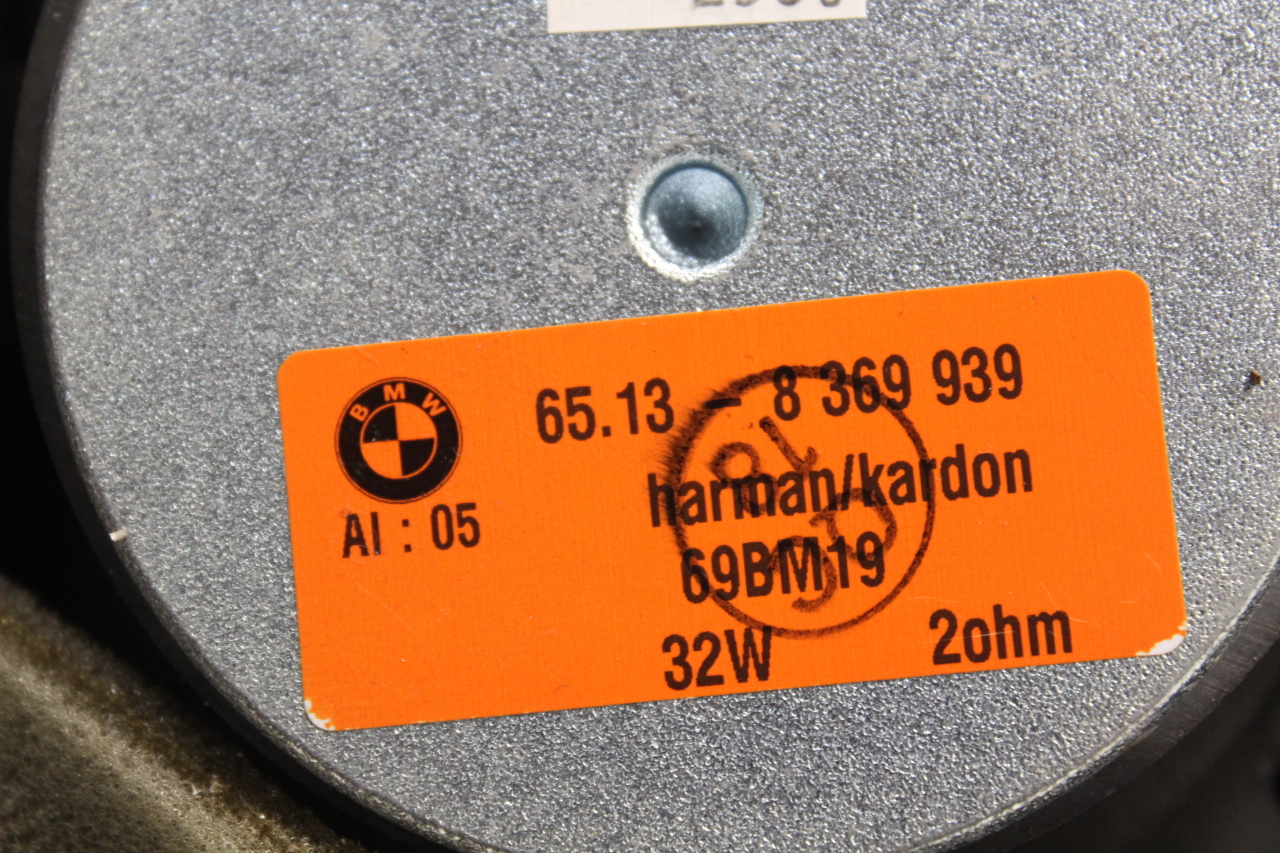 BMW
65.13 - 8 369 939
harman/kardon
AI : 05
69BM19
32W 2ohm